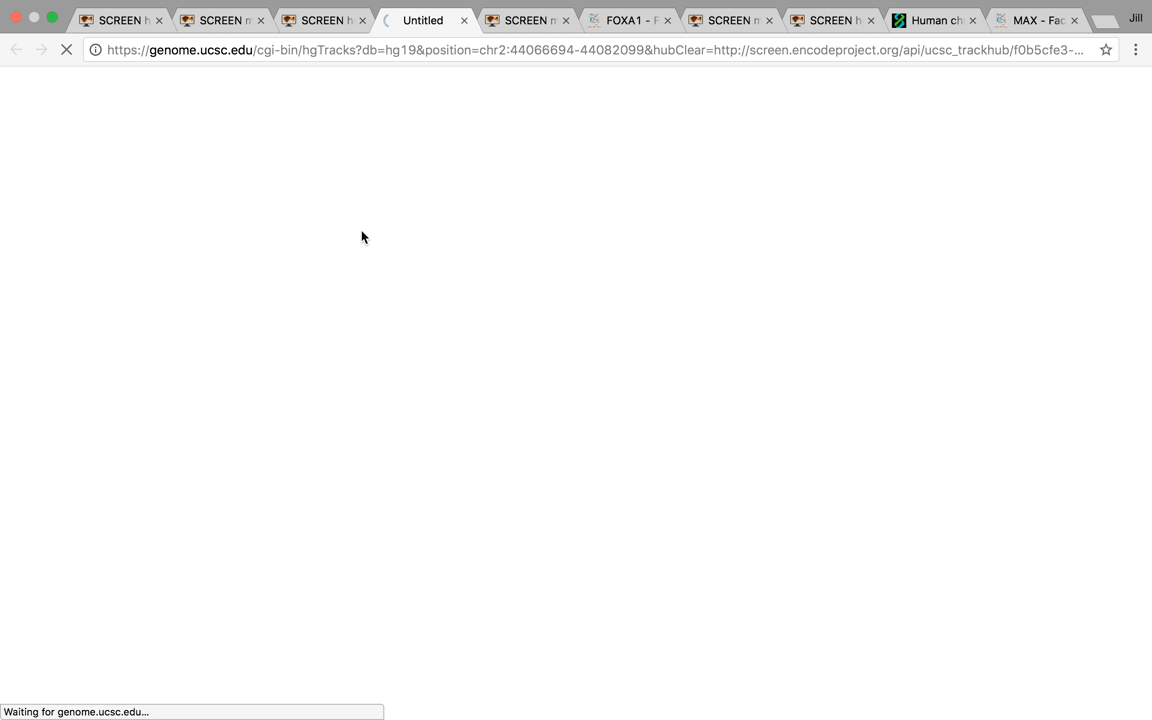 SCREEN h
SCREEN m
SCREEN h
Untitled
SCREEN m
FOXA1 - F
SCREEN m
SCREEN h
Human ch
MAX - Fac
Jill
https://genome.ucsc.edu/cgi-bin/hgTracks?db=hg19&position=chr2:44066694-44082099&hubClear=http://screen.encodeproject.org/api/ucsc_trackhub/f0b5cfe3-...
Waiting for genome.ucsc.edu...